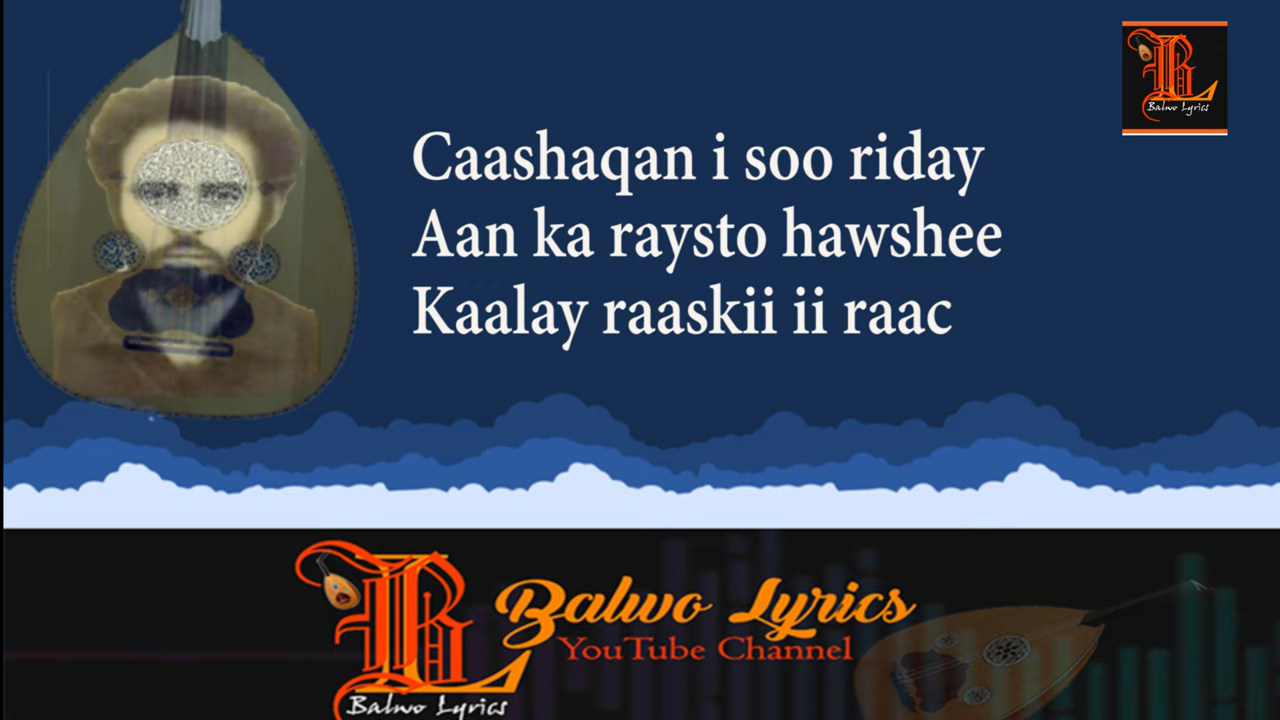 Balwo Lyrics
Caashaqan i soo riday
Aan ka raysto hawshee
Kaalay raaskii ii raac
BL
Balwo Lyrics
YouTube Channel
Balwo Lyrics